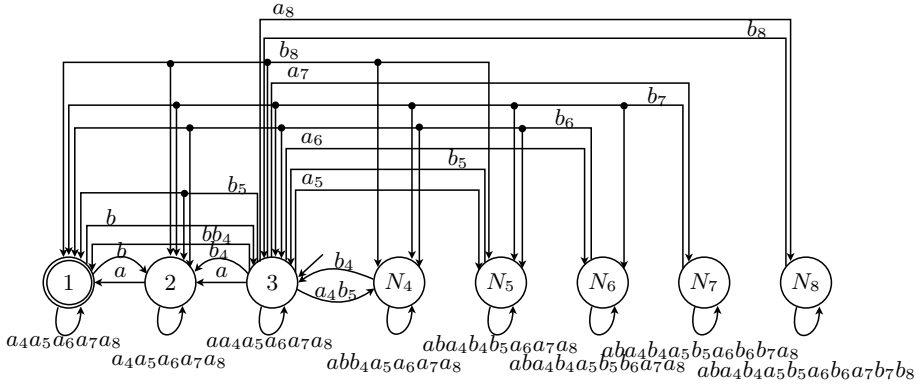 a₈
b₈
b₈
a₇
b₇
b₆
a₆
b₅
a₅
b₅
b
bb₄
b b₄ b₄
a a
1 2 3 N₄ N₅ N₆ N₇ N₈
a₄b₅
a₄a₅a₆a₇a₈
a₄a₅a₆a₇a₈
aa₄a₅a₆a₇a₈
abb₄a₅a₆a₇a₈
aba₄b₄b₅a₆a₇a₈
aba₄b₄a₅b₅b₆a₇a₈
aba₄b₄a₅b₅a₆b₆b₇a₈
aba₄b₄a₅b₅a₆b₆a₇b₇b₈